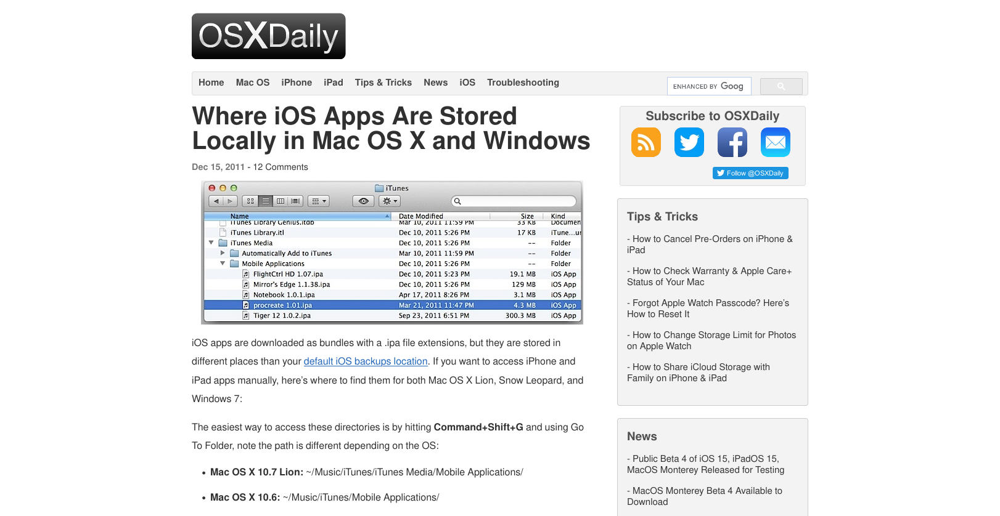 OSXDaily
Home Mac OS iPhone iPad Tips & Tricks News iOS Troubleshooting
ENHANCED BY Goog
Where iOS Apps Are Stored
Locally in Mac OS X and Windows
Dec 15, 2011 - 12 Comments
iTunes
Name Date Modified Size Kind
iTunes Library Genius.itdb Mar 10, 2011 11:59 PM 33 KB Documen
iTunes Library.itl Dec 10, 2011 5:26 PM 17 KB iTune...ur
iTunes Media Dec 10, 2011 5:26 PM -- Folder
Automatically Add to iTunes Mar 10, 2011 11:59 PM -- Folder
Mobile Applications Dec 10, 2011 5:26 PM -- Folder
FlightCtrl HD 1.07.ipa Dec 10, 2011 5:23 PM 19.1 MB iOS App
Mirror's Edge 1.1.38.ipa Dec 10, 2011 5:26 PM 129 MB iOS App
Notebook 1.0.1.ipa Apr 17, 2011 8:26 PM 3.1 MB iOS App
procreate 1.01.ipa Mar 21, 2011 11:47 PM 4.3 MB iOS App
Tiger 12 1.0.2.ipa Sep 23, 2011 6:51 PM 300.3 MB iOS App
iOS apps are downloaded as bundles with a .ipa file extensions, but they are stored in
different places than your default iOS backups location. If you want to access iPhone and
iPad apps manually, here’s where to find them for both Mac OS X Lion, Snow Leopard, and
Windows 7:
The easiest way to access these directories is by hitting Command+Shift+G and using Go
To Folder, note the path is different depending on the OS:
• Mac OS X 10.7 Lion: ~/Music/iTunes/iTunes Media/Mobile Applications/
• Mac OS X 10.6: ~/Music/iTunes/Mobile Applications/
Subscribe to OSXDaily
Follow @OSXDaily
Tips & Tricks
- How to Cancel Pre-Orders on iPhone &
iPad
- How to Check Warranty & Apple Care+
Status of Your Mac
- Forgot Apple Watch Passcode? Here’s
How to Reset It
- How to Change Storage Limit for Photos
on Apple Watch
- How to Share iCloud Storage with
Family on iPhone & iPad
News
- Public Beta 4 of iOS 15, iPadOS 15,
MacOS Monterey Released for Testing
- MacOS Monterey Beta 4 Available to
Download